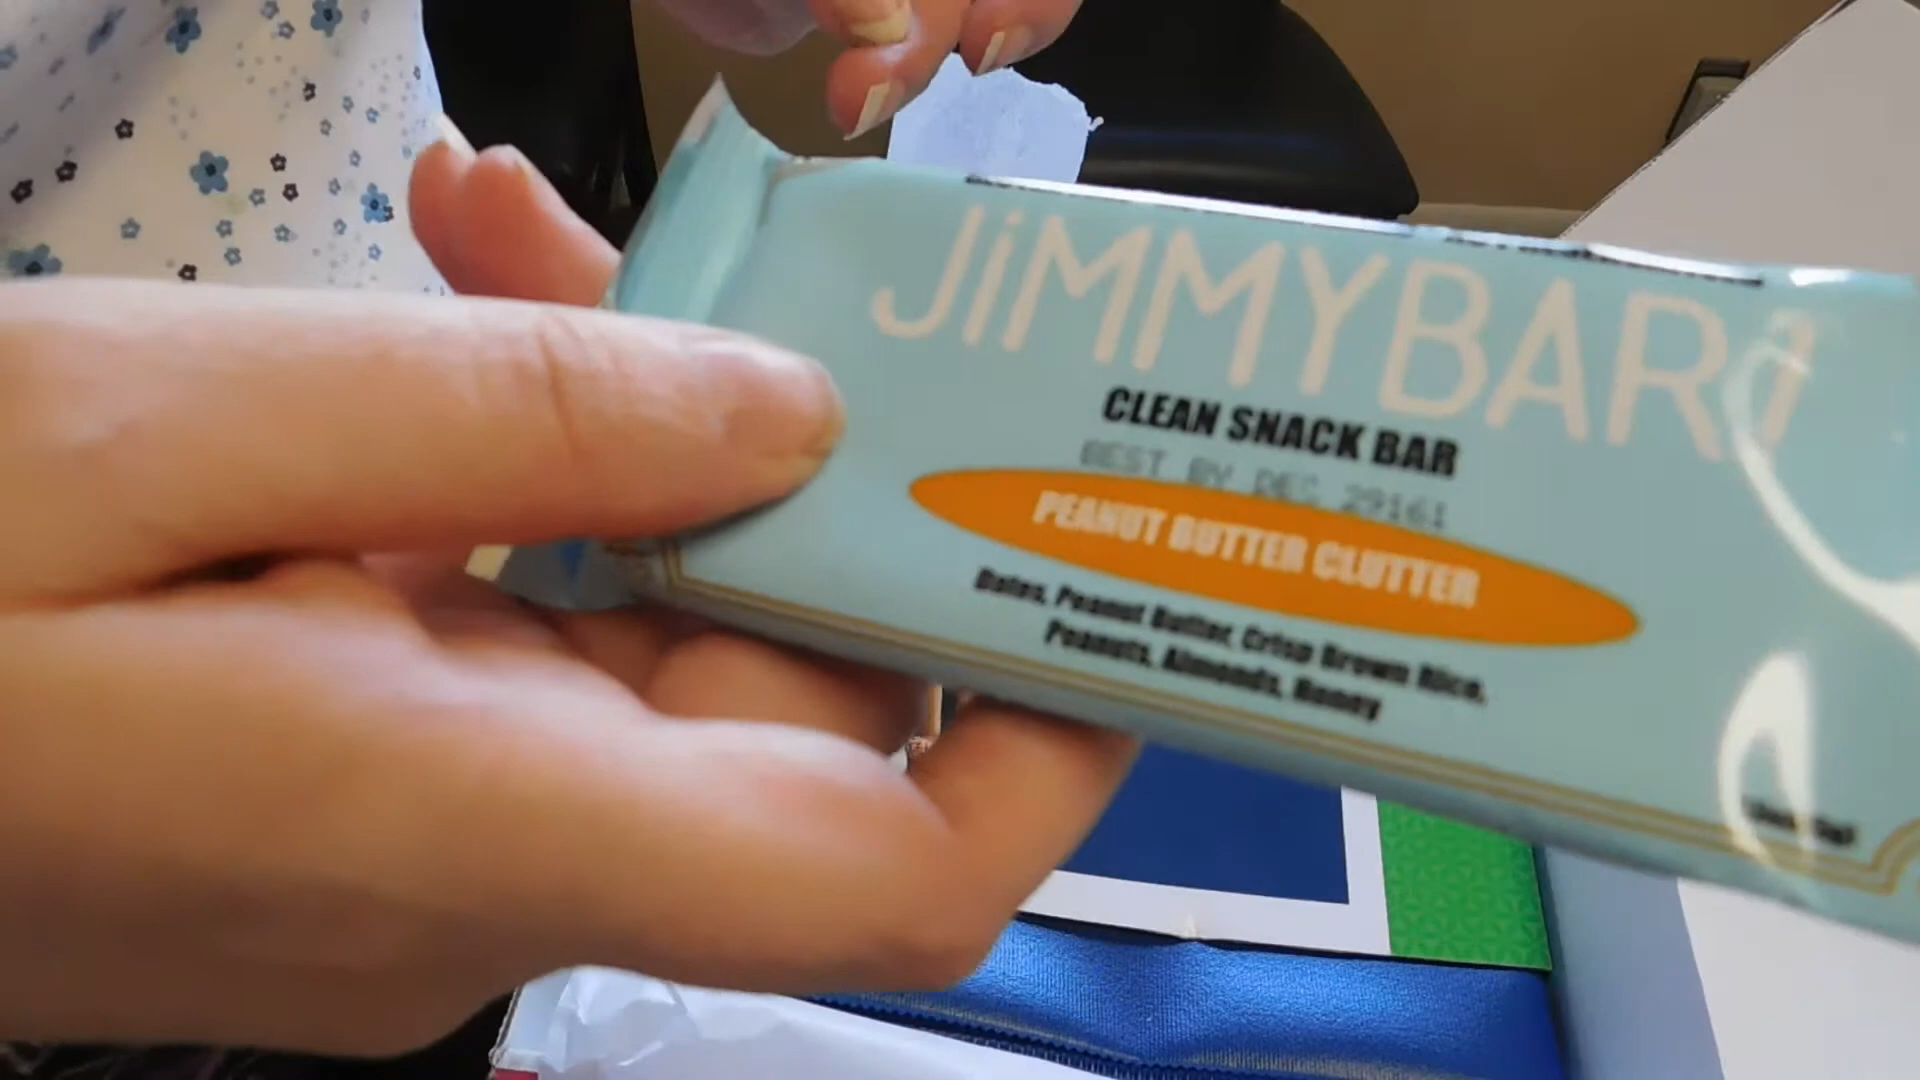 JiMMYBAR!
CLEAN SNACK BAR
BEST BY DEC 29161
PEANUT BUTTER CLUTTER
Dates, Peanut Butter, Crisp Brown Rice,
Peanuts, Almonds, Honey